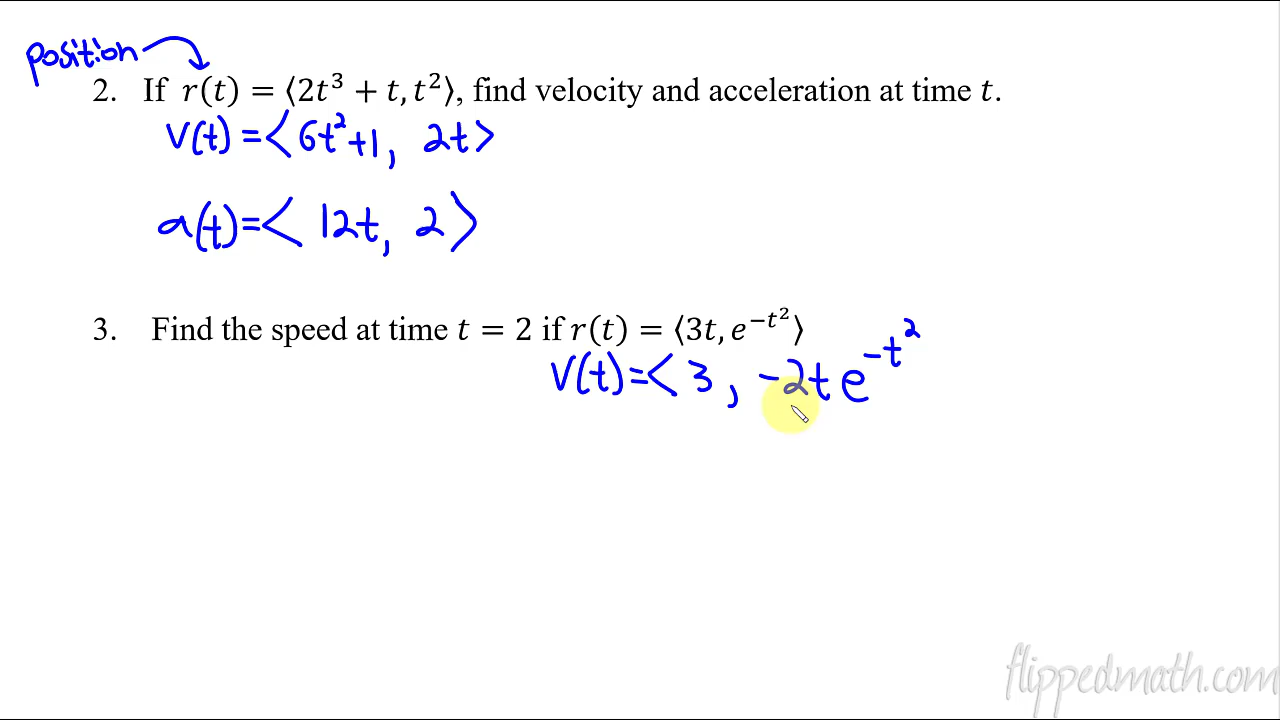 position
2. If r(t) = ⟨2t³ + t, t²⟩, find velocity and acceleration at time t.
v(t) = < 6t²+1, 2t >
a(t) = < 12t, 2 >
3. Find the speed at time t = 2 if r(t) = ⟨3t, e^{-t²}⟩
v(t) = < 3, -2t e^{-t²}
flippedmath.com